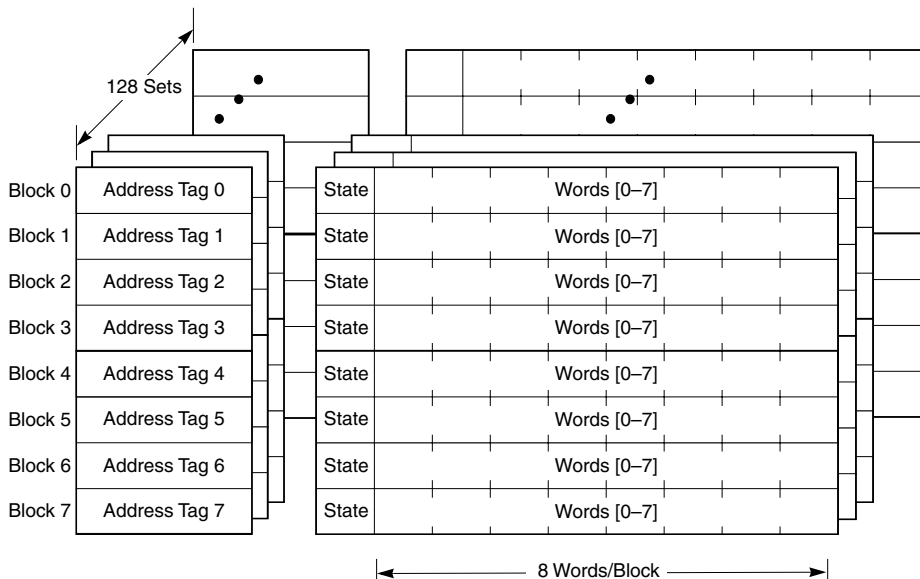 128 Sets
Block 0 Address Tag 0 State Words [0–7]
Block 1 Address Tag 1 State Words [0–7]
Block 2 Address Tag 2 State Words [0–7]
Block 3 Address Tag 3 State Words [0–7]
Block 4 Address Tag 4 State Words [0–7]
Block 5 Address Tag 5 State Words [0–7]
Block 6 Address Tag 6 State Words [0–7]
Block 7 Address Tag 7 State Words [0–7]
8 Words/Block